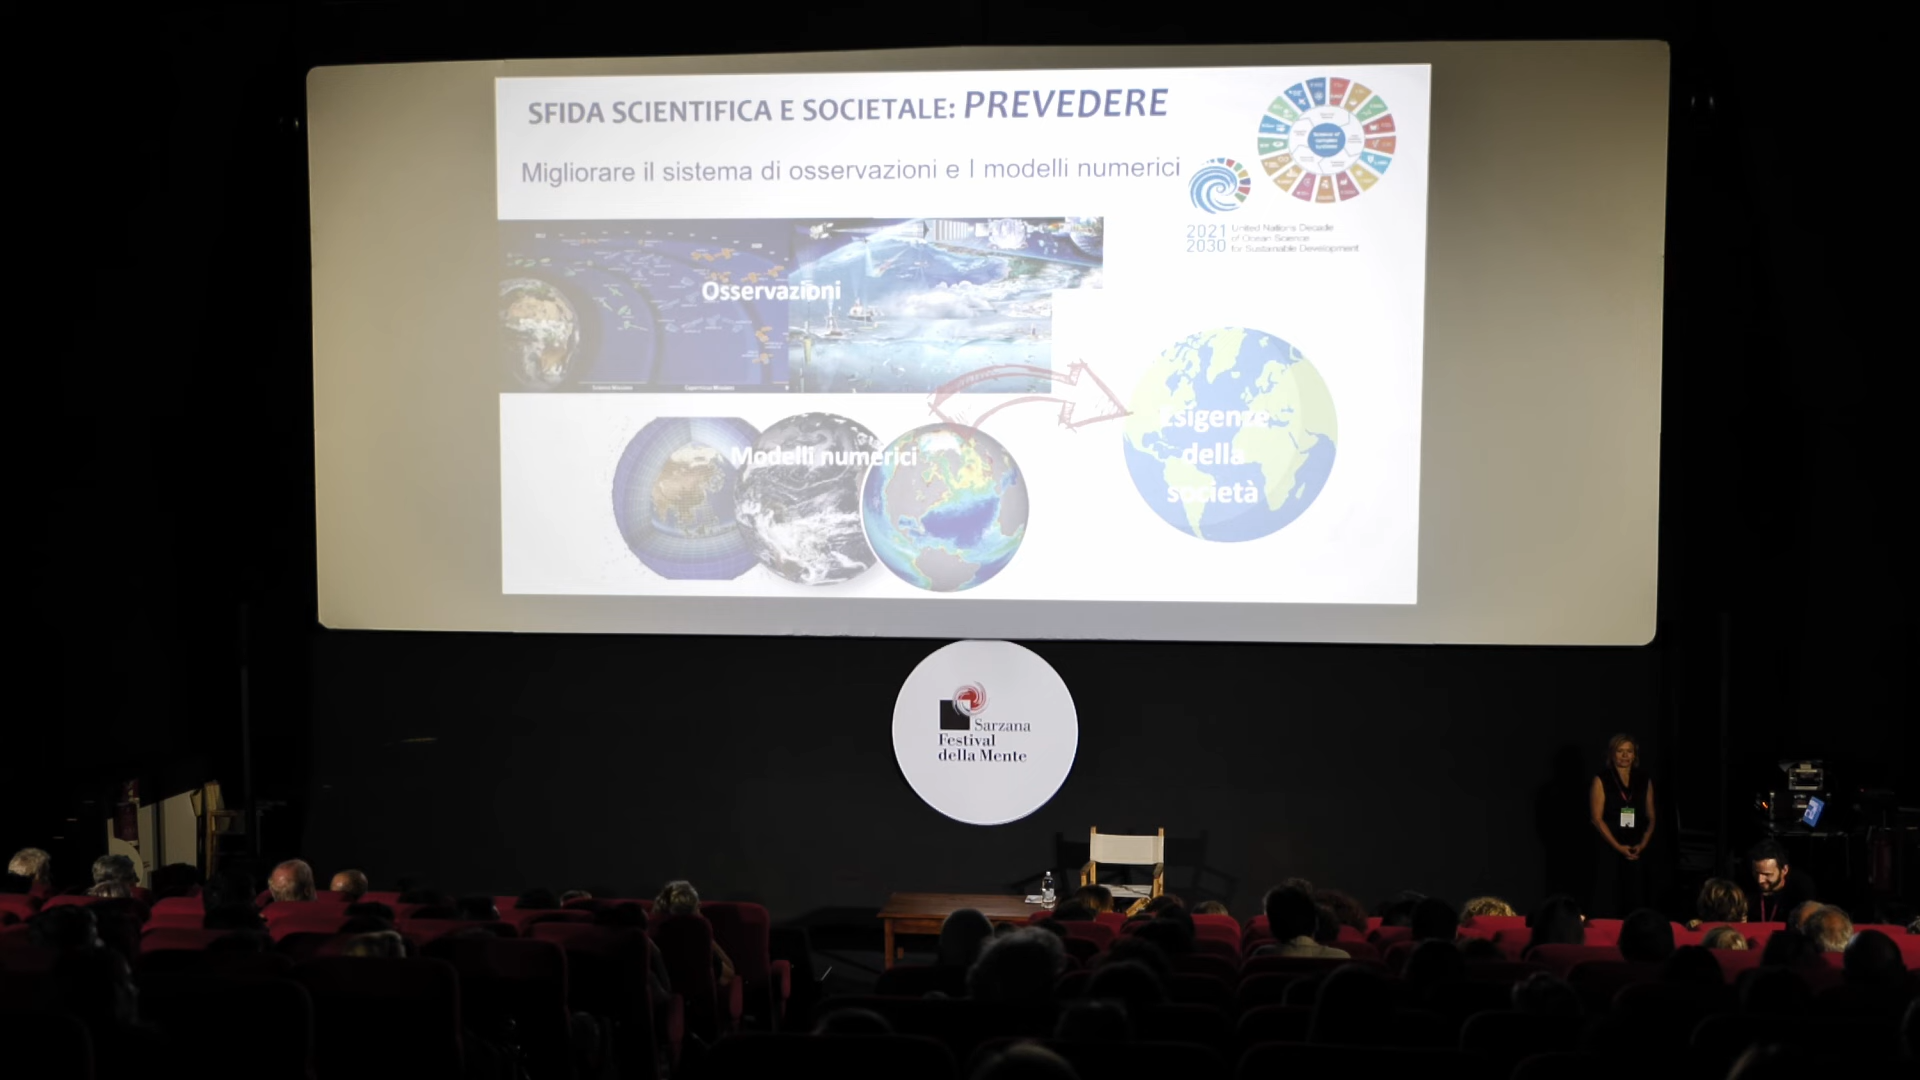 SFIDA SCIENTIFICA E SOCIETALE: PREVEDERE
Migliorare il sistema di osservazioni e I modelli numerici
2021
2030
United Nations Decade
of Ocean Science
for Sustainable Development
Osservazioni
Modelli numerici
Esigenze
della
società
Sarzana
Festival
della Mente